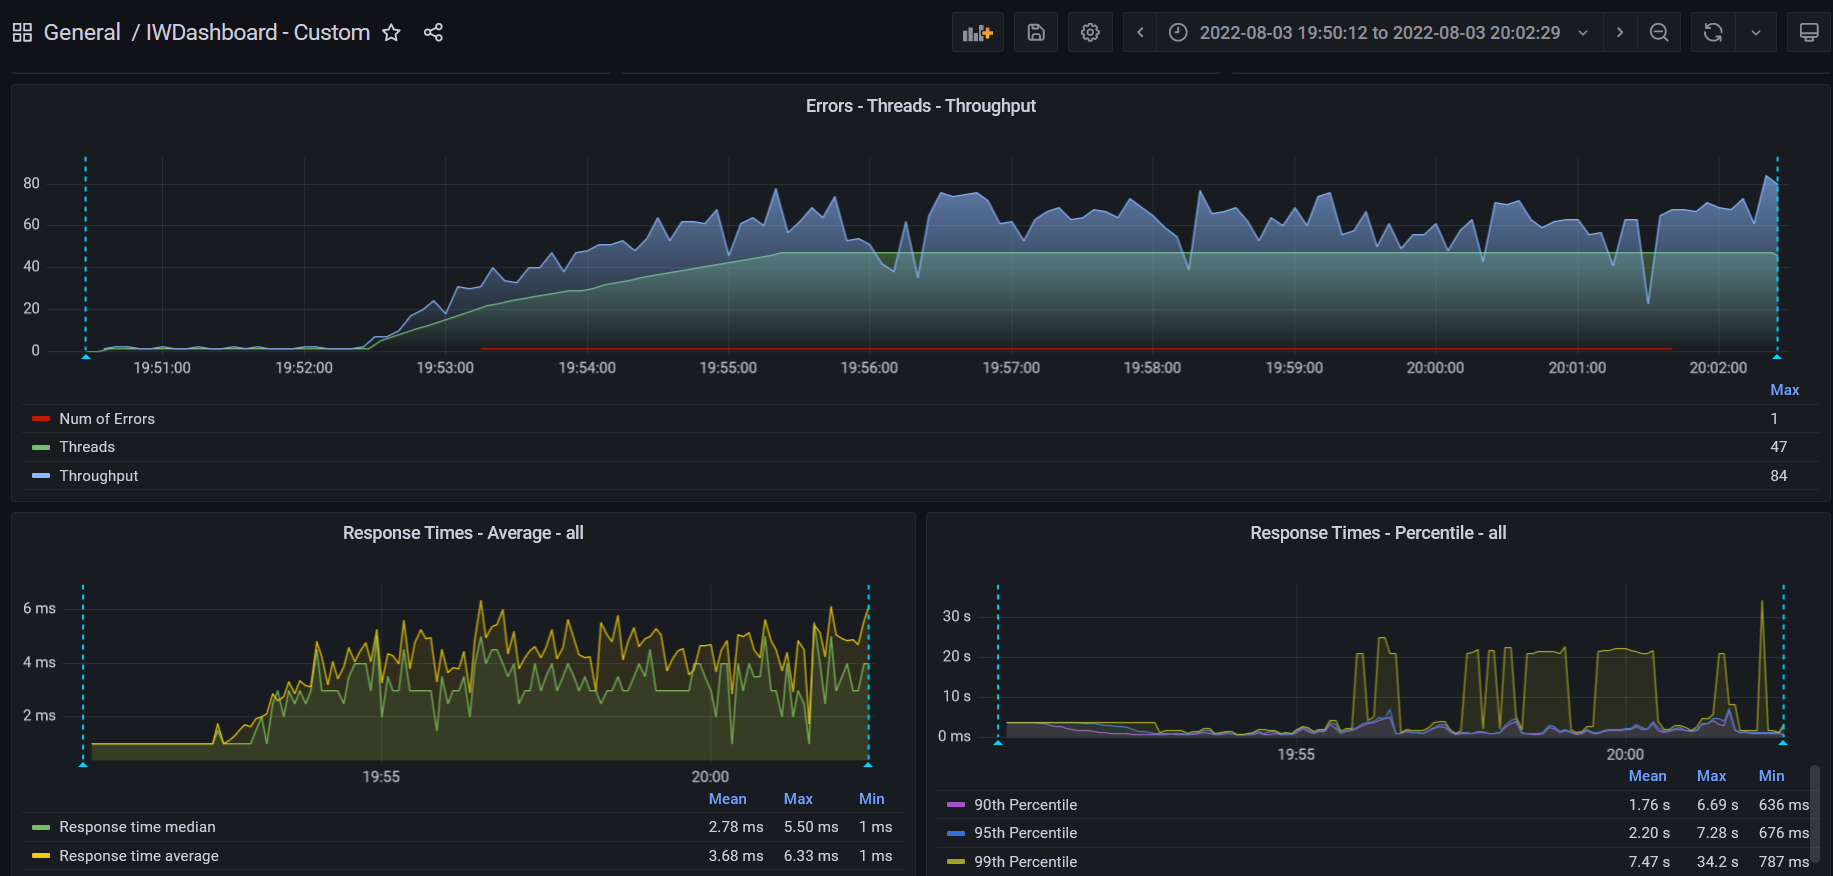 General / IWDashboard - Custom
2022-08-03 19:50:12 to 2022-08-03 20:02:29
Errors - Threads - Throughput
80
60
40
20
0
19:51:00 19:52:00 19:53:00 19:54:00 19:55:00 19:56:00 19:57:00 19:58:00 19:59:00 20:00:00 20:01:00 20:02:00
Max
Num of Errors 1
Threads 47
Throughput 84
Response Times - Average - all
6 ms
4 ms
2 ms
19:55 20:00
Mean Max Min
Response time median 2.78 ms 5.50 ms 1 ms
Response time average 3.68 ms 6.33 ms 1 ms
Response Times - Percentile - all
30 s
20 s
10 s
0 ms
19:55 20:00
Mean Max Min
90th Percentile 1.76 s 6.69 s 636 ms
95th Percentile 2.20 s 7.28 s 676 ms
99th Percentile 7.47 s 34.2 s 787 ms